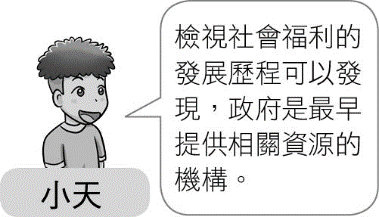 檢視社會福利的
發展歷程可以發
現，政府是最早
提供相關資源的
機構。
小天